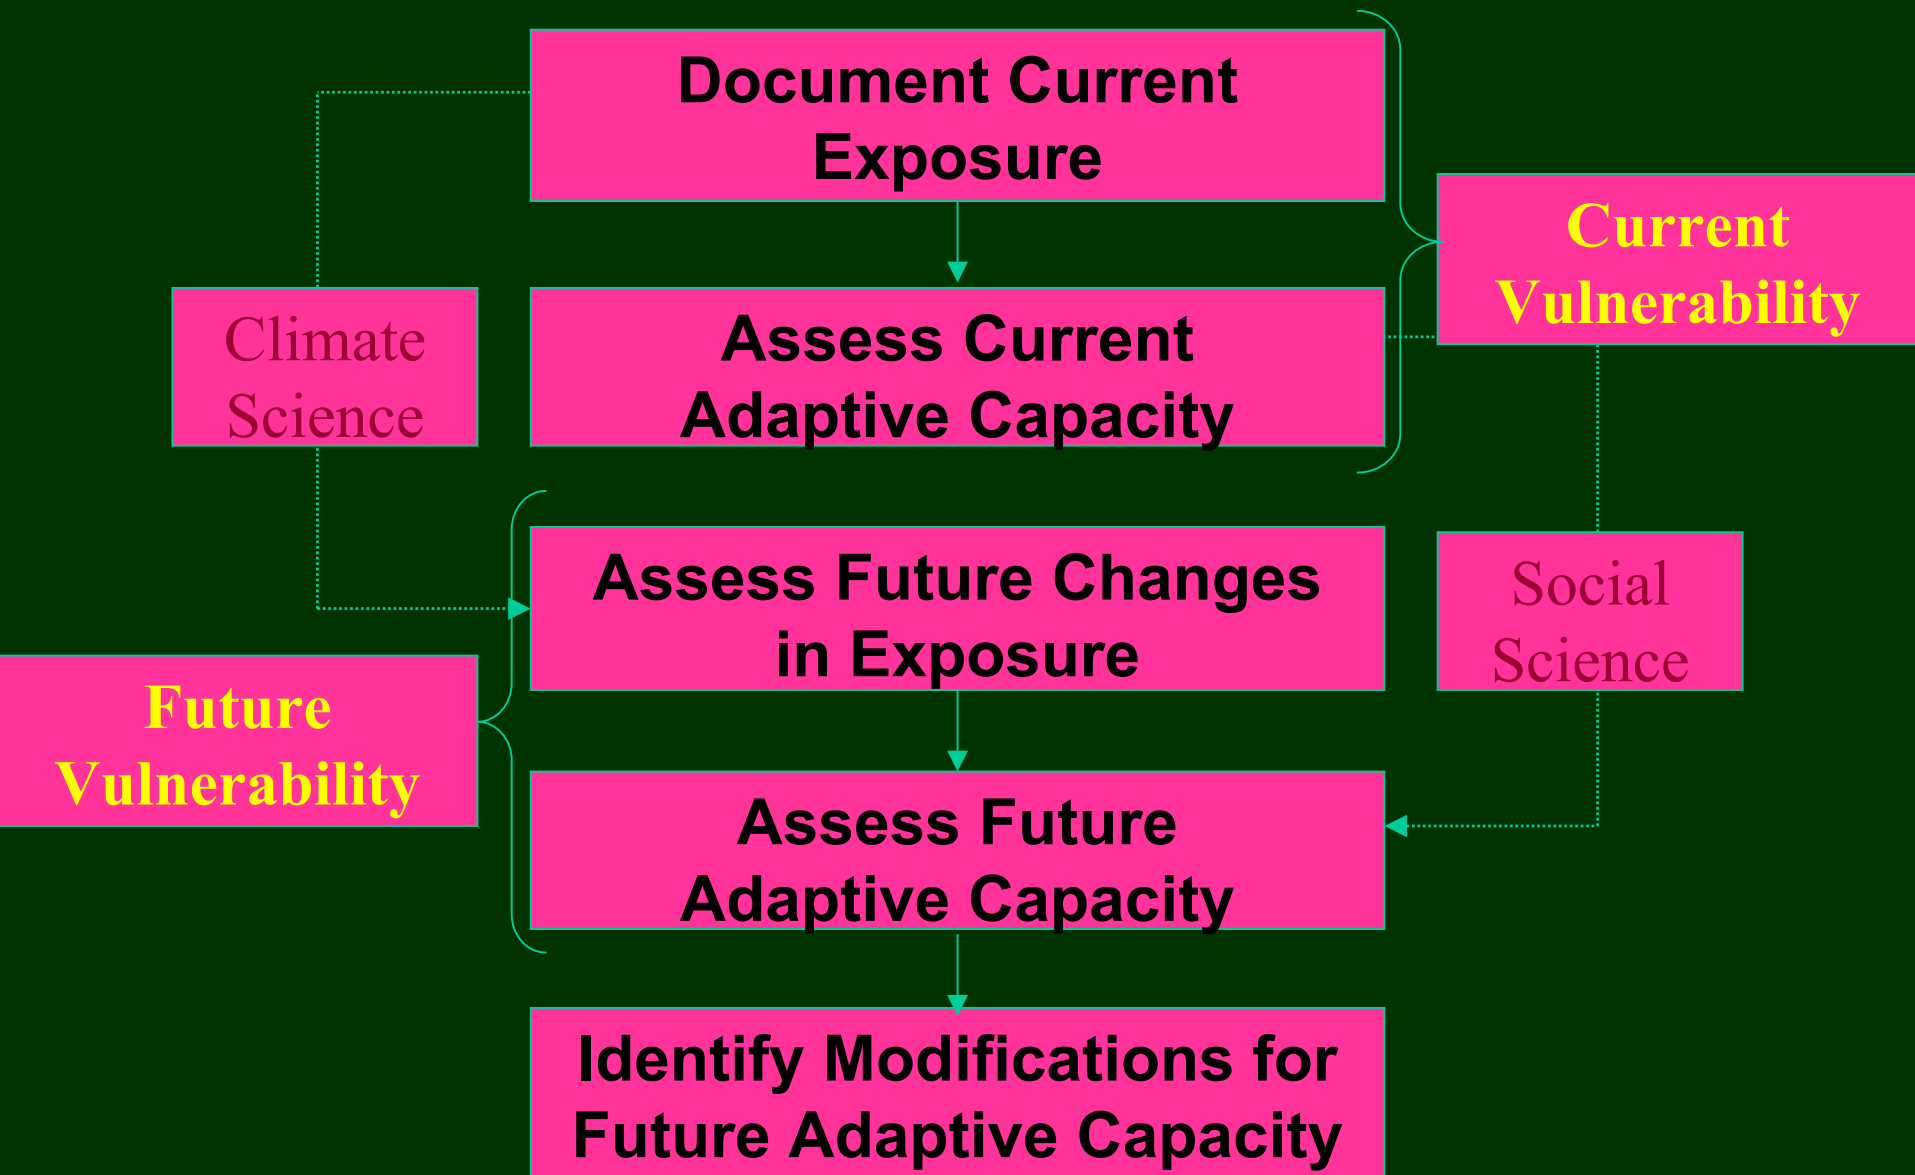 Document Current
Exposure
Current
Vulnerability
Climate
Science
Assess Current
Adaptive Capacity
Assess Future Changes
in Exposure
Social
Science
Future
Vulnerability
Assess Future
Adaptive Capacity
Identify Modifications for
Future Adaptive Capacity